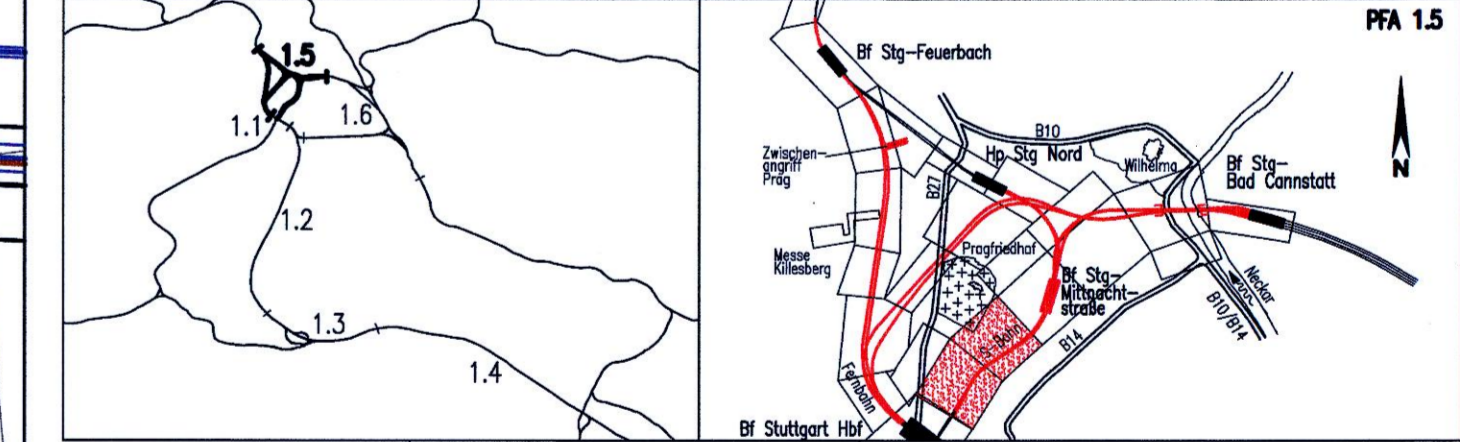 1.5
1.6
1.1
1.2
1.3
1.4
PFA 1.5
Bf Stg-Feuerbach
B10
Zwischen-
angriff
Prag
Hp Stg Nord
Wilhelma
Bf Stg-
Bad Cannstatt
N
B27
Messe
Killesberg
Pragfriedhof
Bf Stg-
Mittnacht-
straße
Neckar
B10/B14
S-Bahn
B14
Fernbahn
Bf Stuttgart Hbf